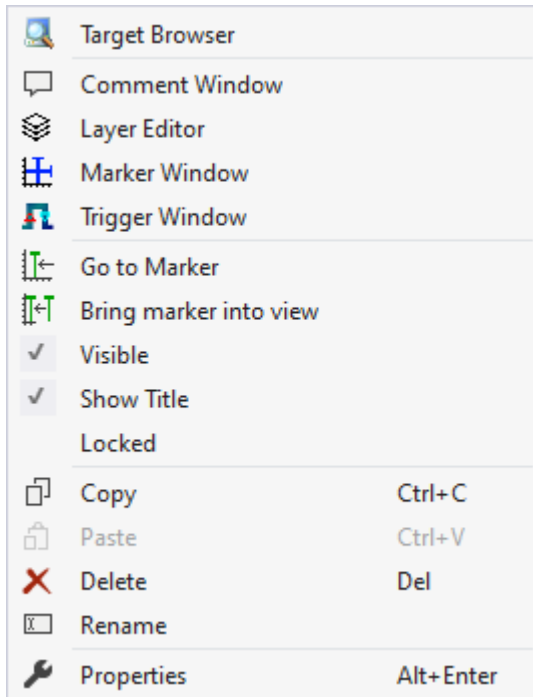 Target Browser
Comment Window
Layer Editor
Marker Window
Trigger Window
Go to Marker
Bring marker into view
Visible
Show Title
Locked
Copy Ctrl+C
Paste Ctrl+V
Delete Del
Rename
Properties Alt+Enter